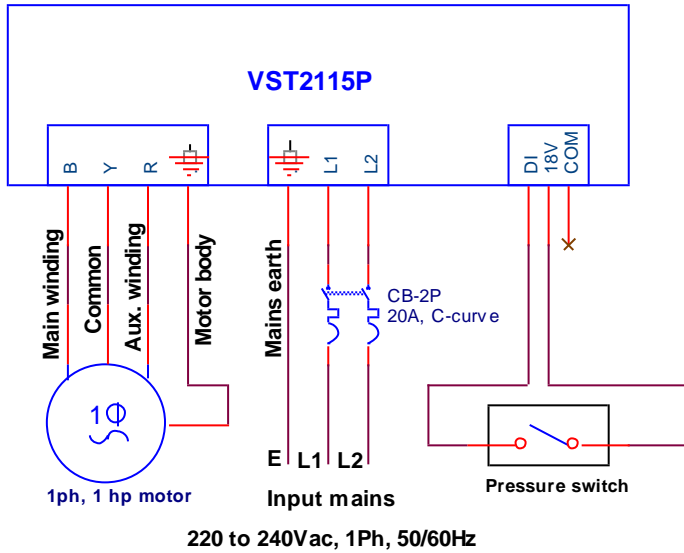 VST2115P
B
Y
R
L1
L2
DI
18V
COM
Main winding
Common
Aux. winding
Motor body
Mains earth
CB-2P
20A, C-curve
1Φ
E L1 L2
1ph, 1 hp motor
Input mains
Pressure switch
220 to 240Vac, 1Ph, 50/60Hz